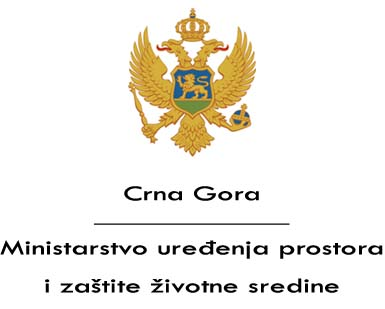 Crna Gora
Ministarstvo uređenja prostora
i zaštite životne sredine